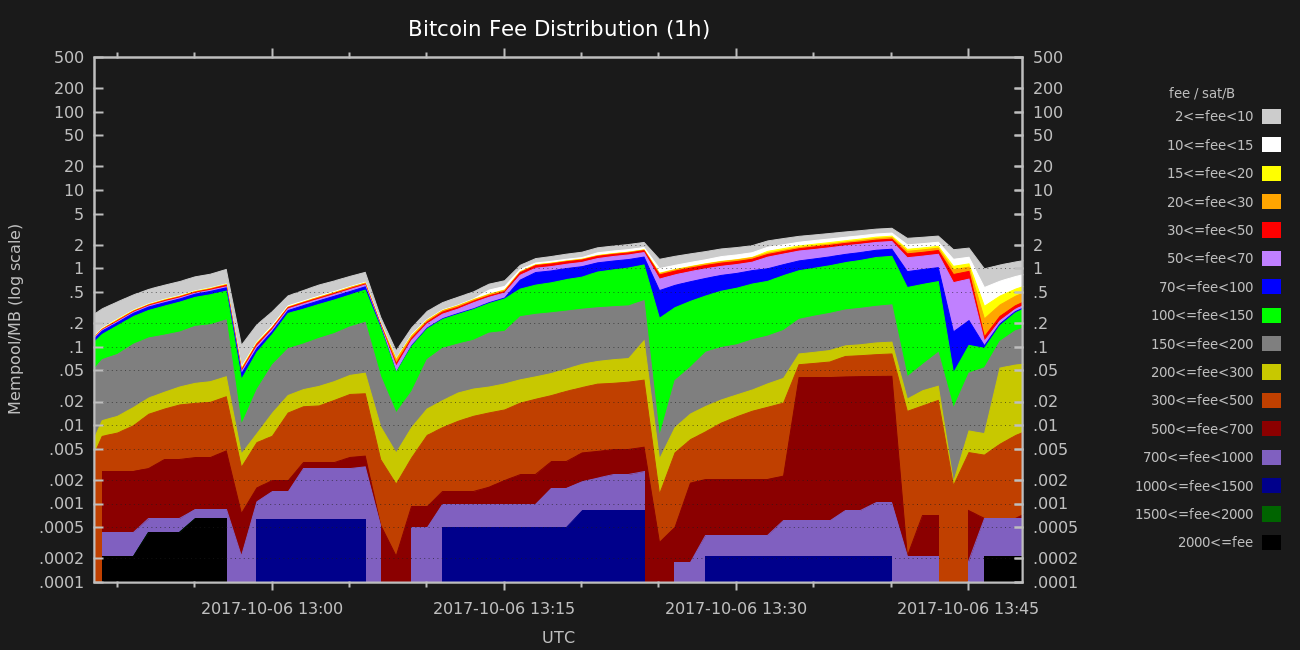 Bitcoin Fee Distribution (1h)
500 500
200 200
100 100
50 50
20 20
10 10
5 5
2 2
1 1
.5 .5
.2 .2
.1 .1
.05 .05
.02 .02
.01 .01
.005 .005
.002 .002
.001 .001
.0005 .0005
.0002 .0002
.0001 .0001
Mempool/MB (log scale)
2017-10-06 13:00 2017-10-06 13:15 2017-10-06 13:30 2017-10-06 13:45
UTC
fee / sat/B
2<=fee<10
10<=fee<15
15<=fee<20
20<=fee<30
30<=fee<50
50<=fee<70
70<=fee<100
100<=fee<150
150<=fee<200
200<=fee<300
300<=fee<500
500<=fee<700
700<=fee<1000
1000<=fee<1500
1500<=fee<2000
2000<=fee